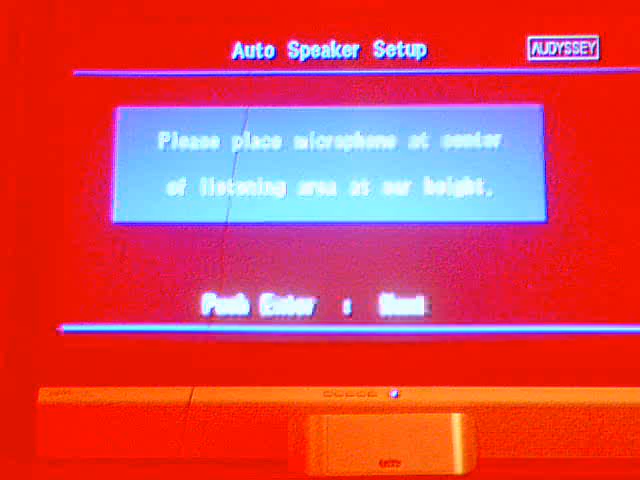 Auto Speaker Setup
AUDYSSEY
Please place microphone at center
of listening area at ear height.
Push Enter : Next